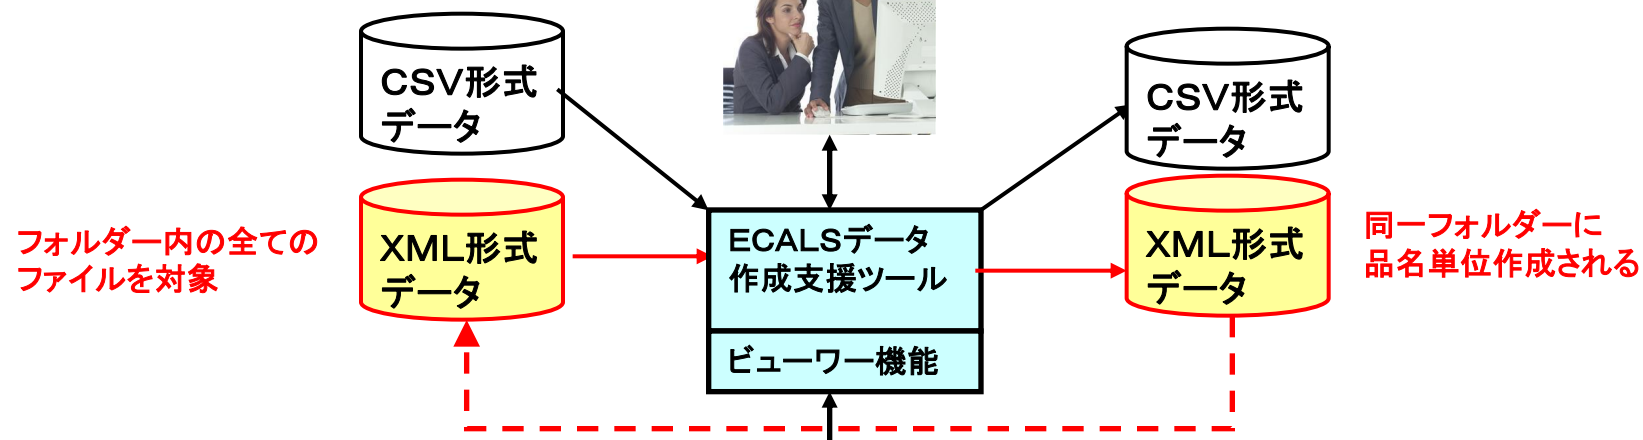 CSV形式
データ
CSV形式
データ
フォルダー内の全ての
ファイルを対象
XML形式
データ
ECALSデータ
作成支援ツール
ビューワー機能
XML形式
データ
同一フォルダーに
品名単位作成される